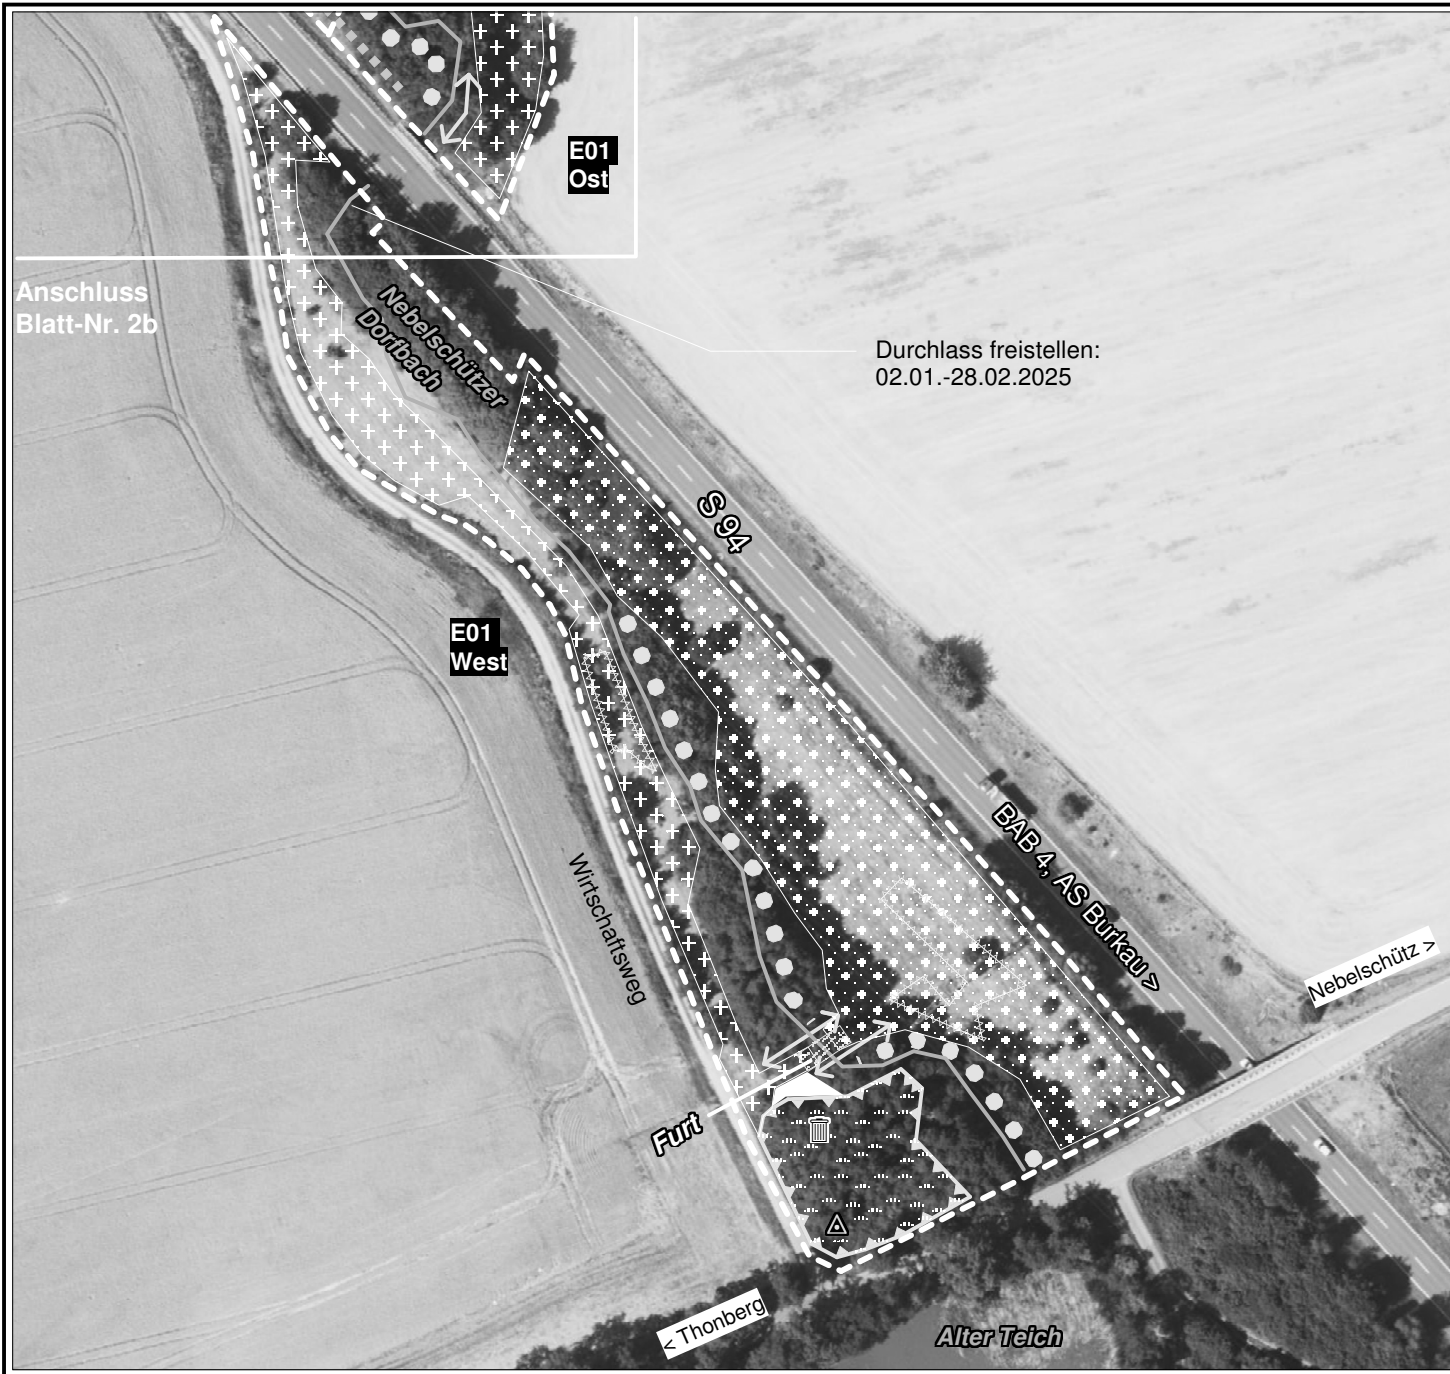 E01
Ost
Anschluss
Blatt-Nr. 2b
Nebelschützer
Dorfbach
Durchlass freistellen:
02.01.-28.02.2025
S 94
E01
West
BAB 4, AS Burkau >
Wirtschaftsweg
Nebelschütz >
Furt
< Thonberg
Alter Teich